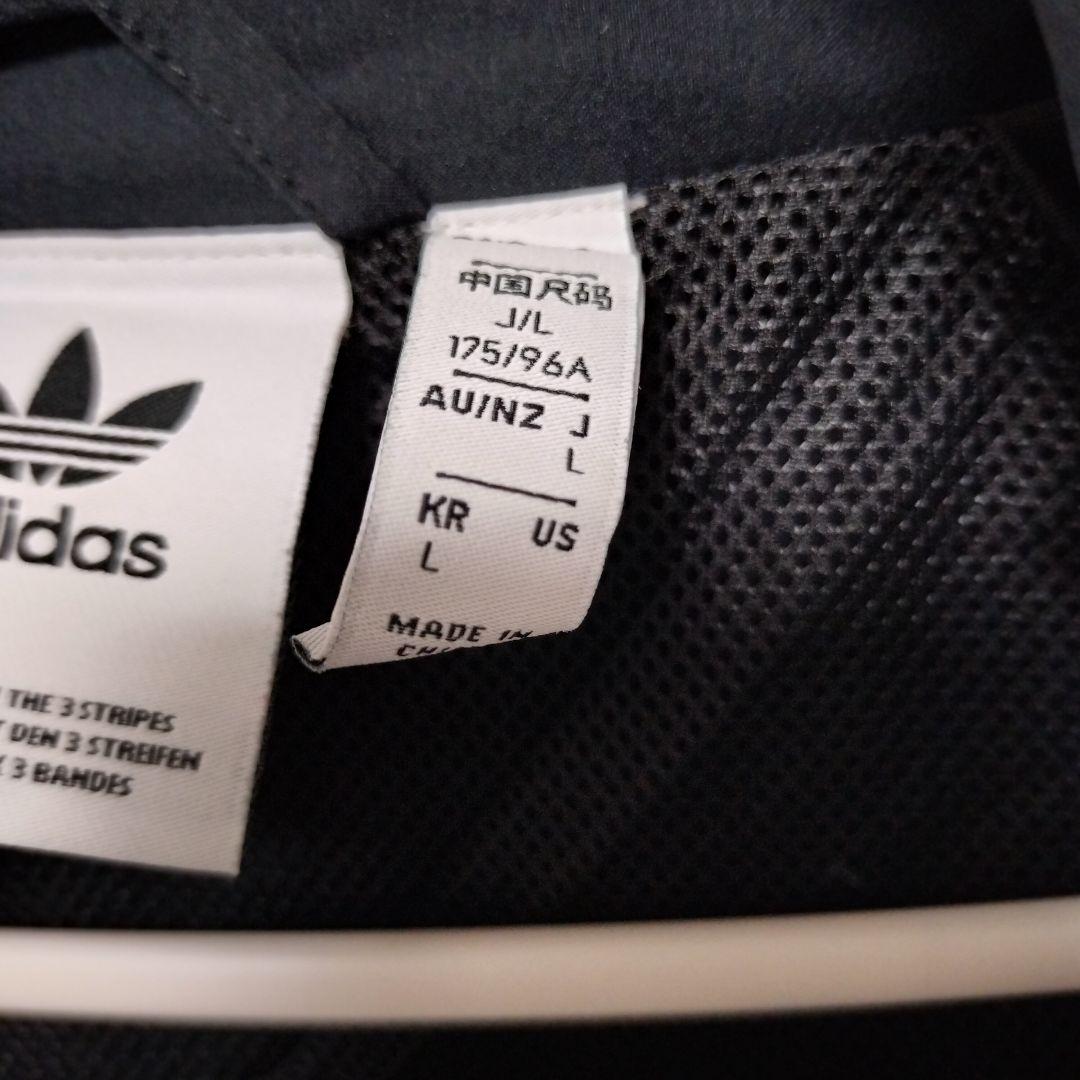 adidas
THE 3 STRIPES
DEN 3 STREIFEN
3 BANDES
中国尺码
J/L
175/96A
AU/NZ J
L
KR US
L
MADE IN